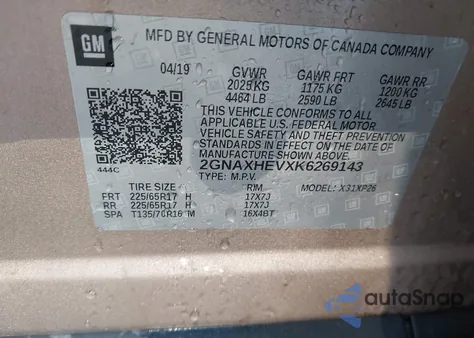 GM
MFD BY GENERAL MOTORS OF CANADA COMPANY
04/19 GVWR GAWR FRT GAWR RR
2025 KG 1175 KG 1200 KG
4464 LB 2590 LB 2645 LB
THIS VEHICLE CONFORMS TO ALL
APPLICABLE U.S. FEDERAL MOTOR
VEHICLE SAFETY AND THEFT PREVENTION
STANDARDS IN EFFECT ON THE DATE OF
MANUFACTURE SHOWN ABOVE.
2GNAXHEVXK6269143
444C TYPE: M.P.V. MODEL: X31XP26
TIRE SIZE RIM
FRT 225/65R17 H 17X7J
RR 225/65R17 H 17X7J
SPA T135/70R16 M 16X4BT
autoSnap